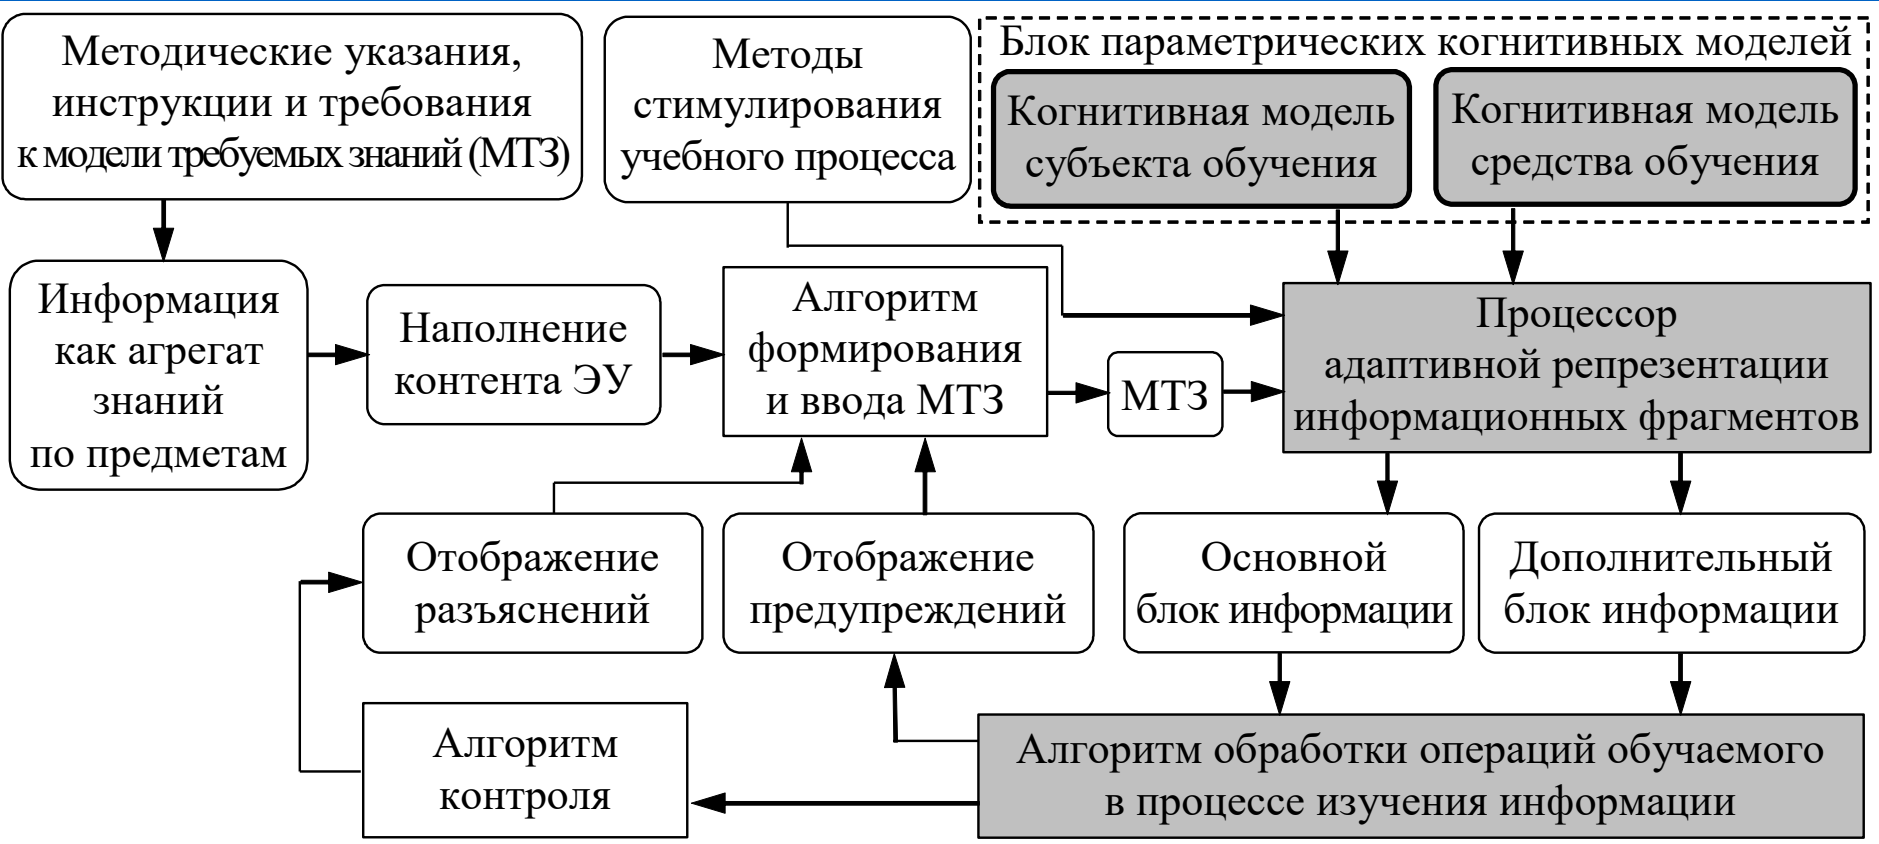 Методические указания,
инструкции и требования
к модели требуемых знаний (МТЗ)
Методы
стимулирования
учебного процесса
Блок параметрических когнитивных моделей
Когнитивная модель
субъекта обучения
Когнитивная модель
средства обучения
Информация
как агрегат
знаний
по предметам
Наполнение
контента ЭУ
Алгоритм
формирования
и ввода МТЗ
МТЗ
Процессор
адаптивной репрезентации
информационных фрагментов
Отображение
разъяснений
Отображение
предупреждений
Основной
блок информации
Дополнительный
блок информации
Алгоритм
контроля
Алгоритм обработки операций обучаемого
в процессе изучения информации